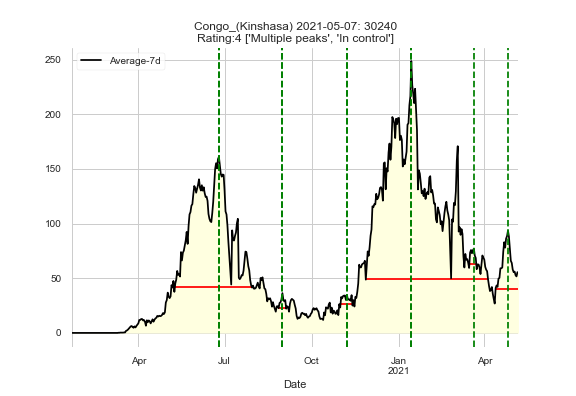 Congo_(Kinshasa) 2021-05-07: 30240
Rating:4 ['Multiple peaks', 'In control']
Average-7d
250
200
150
100
50
0
Apr Jul Oct Jan Apr
2021
Date